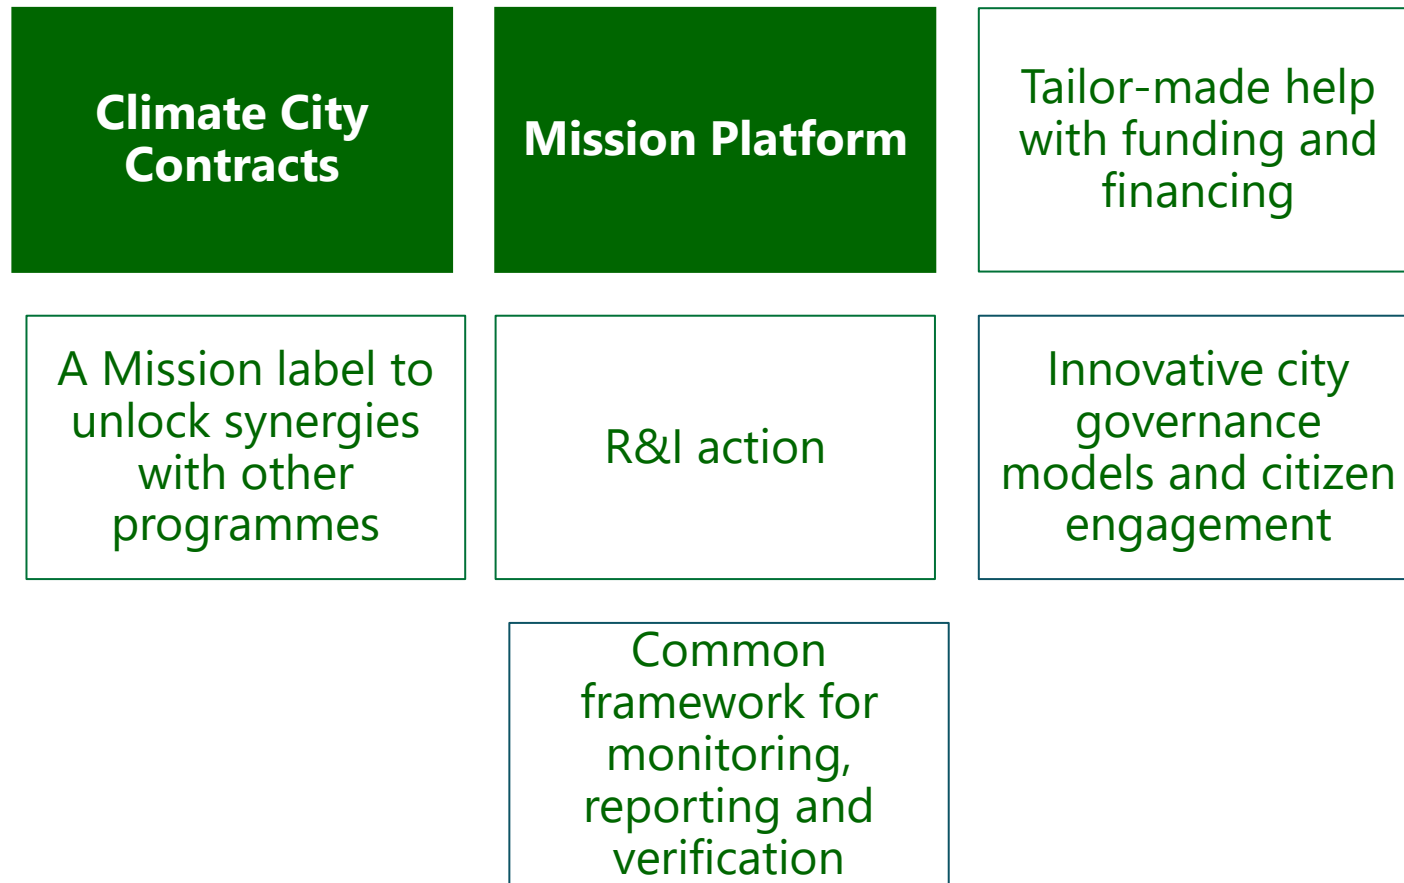 Climate City
Contracts
Mission Platform
Tailor-made help
with funding and
financing
A Mission label to
unlock synergies
with other
programmes
R&I action
Innovative city
governance
models and citizen
engagement
Common
framework for
monitoring,
reporting and
verification